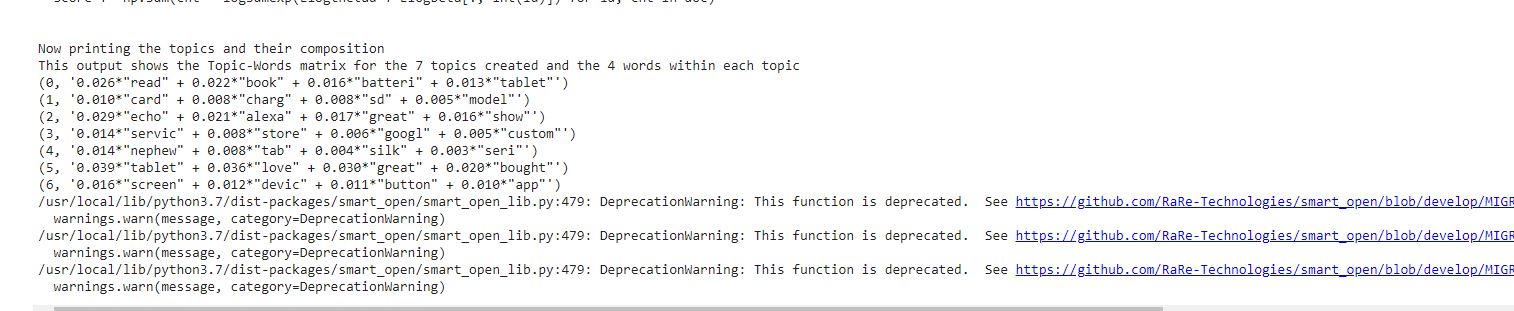 Now printing the topics and their composition
This output shows the Topic-Words matrix for the 7 topics created and the 4 words within each topic
(0, '0.026*"read" + 0.022*"book" + 0.016*"batteri" + 0.013*"tablet"')
(1, '0.010*"card" + 0.008*"charg" + 0.008*"sd" + 0.005*"model"')
(2, '0.029*"echo" + 0.021*"alexa" + 0.017*"great" + 0.016*"show"')
(3, '0.014*"servic" + 0.008*"store" + 0.006*"googl" + 0.005*"custom"')
(4, '0.014*"nephew" + 0.008*"tab" + 0.004*"silk" + 0.003*"seri"')
(5, '0.039*"tablet" + 0.036*"love" + 0.030*"great" + 0.020*"bought"')
(6, '0.016*"screen" + 0.012*"devic" + 0.011*"button" + 0.010*"app"')
/usr/local/lib/python3.7/dist-packages/smart_open/smart_open_lib.py:479: DeprecationWarning: This function is deprecated.  See https://github.com/RaRe-Technologies/smart_open/blob/develop/MIGR
  warnings.warn(message, category=DeprecationWarning)
/usr/local/lib/python3.7/dist-packages/smart_open/smart_open_lib.py:479: DeprecationWarning: This function is deprecated.  See https://github.com/RaRe-Technologies/smart_open/blob/develop/MIGR
  warnings.warn(message, category=DeprecationWarning)
/usr/local/lib/python3.7/dist-packages/smart_open/smart_open_lib.py:479: DeprecationWarning: This function is deprecated.  See https://github.com/RaRe-Technologies/smart_open/blob/develop/MIGR
  warnings.warn(message, category=DeprecationWarning)